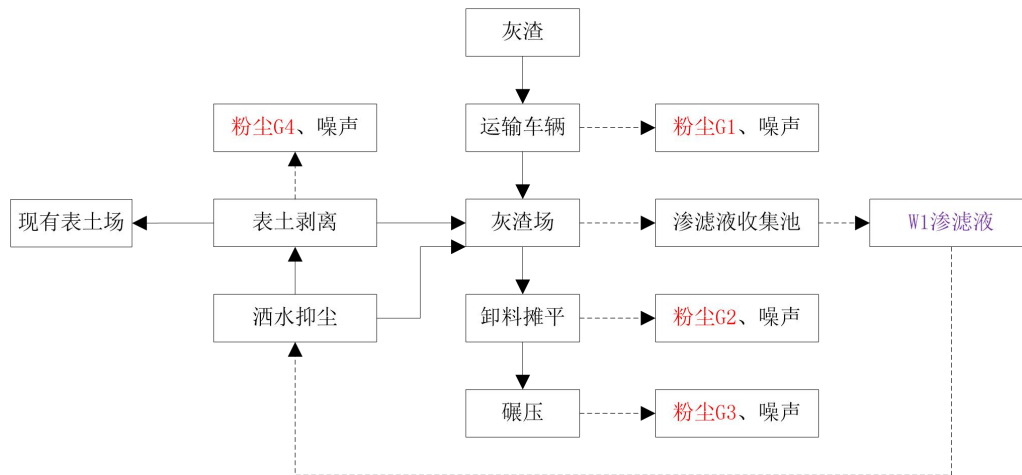 灰渣
粉尘G4、噪声
运输车辆
粉尘G1、噪声
现有表土场
表土剥离
灰渣场
渗滤液收集池
W1渗滤液
洒水抑尘
卸料摊平
粉尘G2、噪声
碾压
粉尘G3、噪声